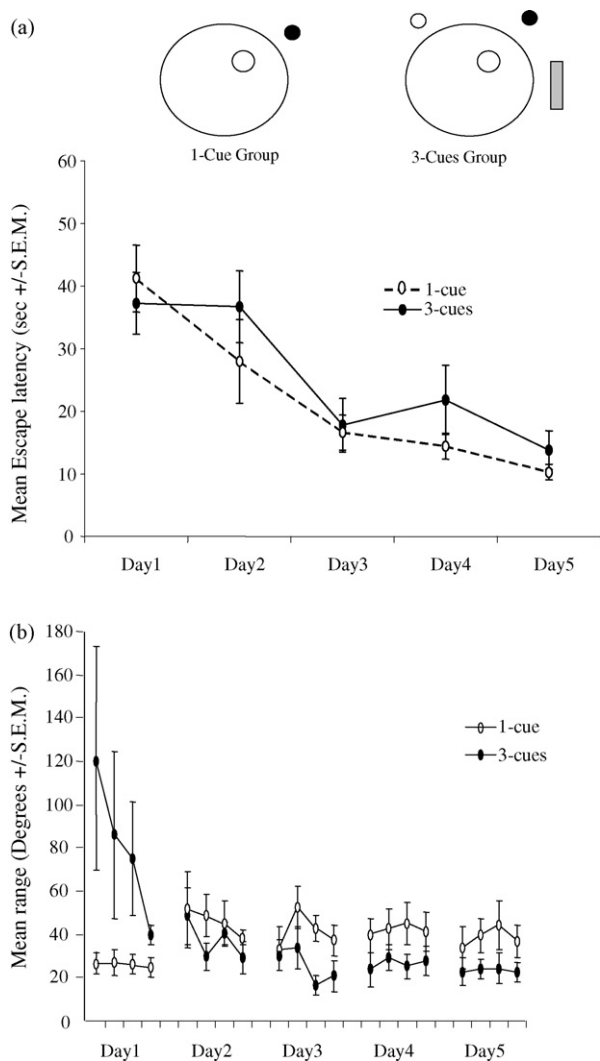 (a)
1-Cue Group 3-Cues Group
Mean Escape latency (sec +/-S.E.M.)
60
50
40
30
20
10
0
1-cue
3-cues
Day1 Day2 Day3 Day4 Day5
(b)
Mean range (Degrees +/-S.E.M.)
180
160
140
120
100
80
60
40
20
0
1-cue
3-cues
Day1 Day2 Day3 Day4 Day5